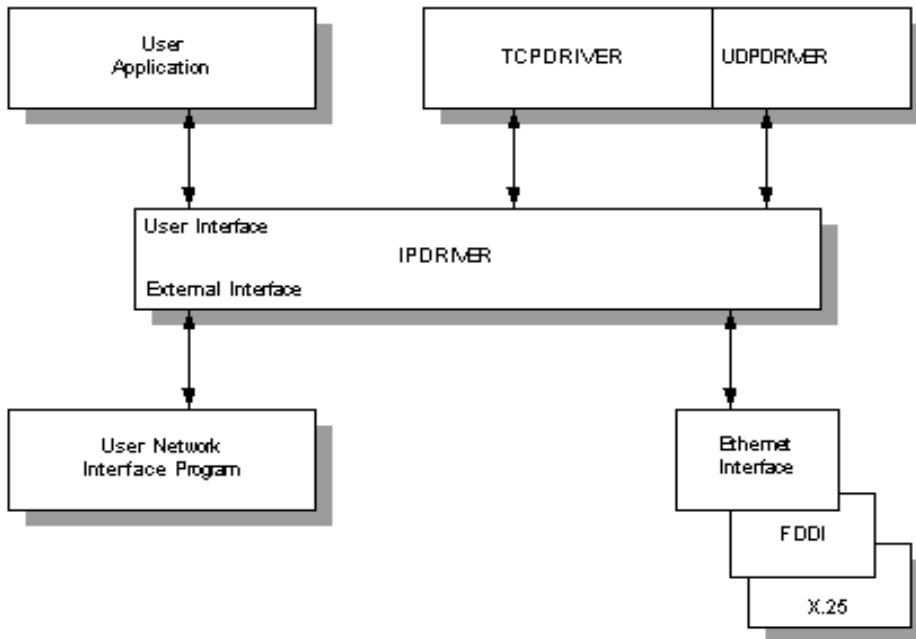 User
Application
TCPDRIVER
UDPDRIVER
User Interface
IPDRIVER
External Interface
User Network
Interface Program
Ethernet
Interface
FDDI
X.25